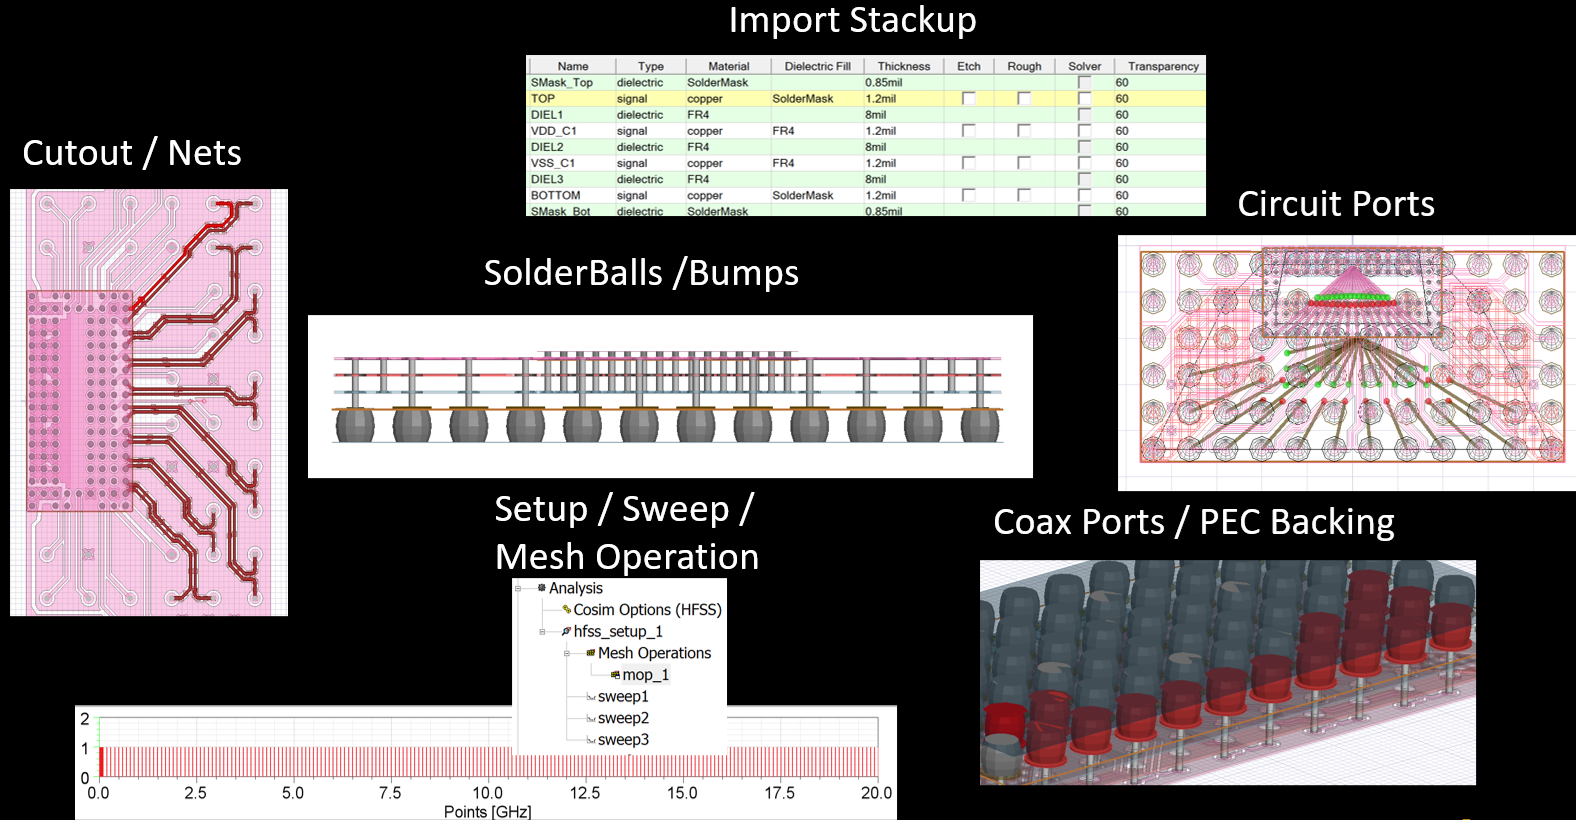 Import Stackup
Name Type Material Dielectric Fill Thickness Etch Rough Solver Transparency
SMask_Top dielectric SolderMask 0.85mil 60
TOP signal copper SolderMask 1.2mil 60
DIEL1 dielectric FR4 8mil 60
VDD_C1 signal copper FR4 1.2mil 60
DIEL2 dielectric FR4 8mil 60
VSS_C1 signal copper FR4 1.2mil 60
DIEL3 dielectric FR4 8mil 60
BOTTOM signal copper SolderMask 1.2mil 60
SMask_Bot dielectric SolderMask 0.85mil 60
Cutout / Nets
Circuit Ports
SolderBalls /Bumps
Setup / Sweep /
Mesh Operation
Coax Ports / PEC Backing
Analysis
Cosim Options (HFSS)
hfss_setup_1
Mesh Operations
mop_1
sweep1
sweep2
sweep3
2
1
0
0.0 2.5 5.0 7.5 10.0 12.5 15.0 17.5 20.0
Points [GHz]